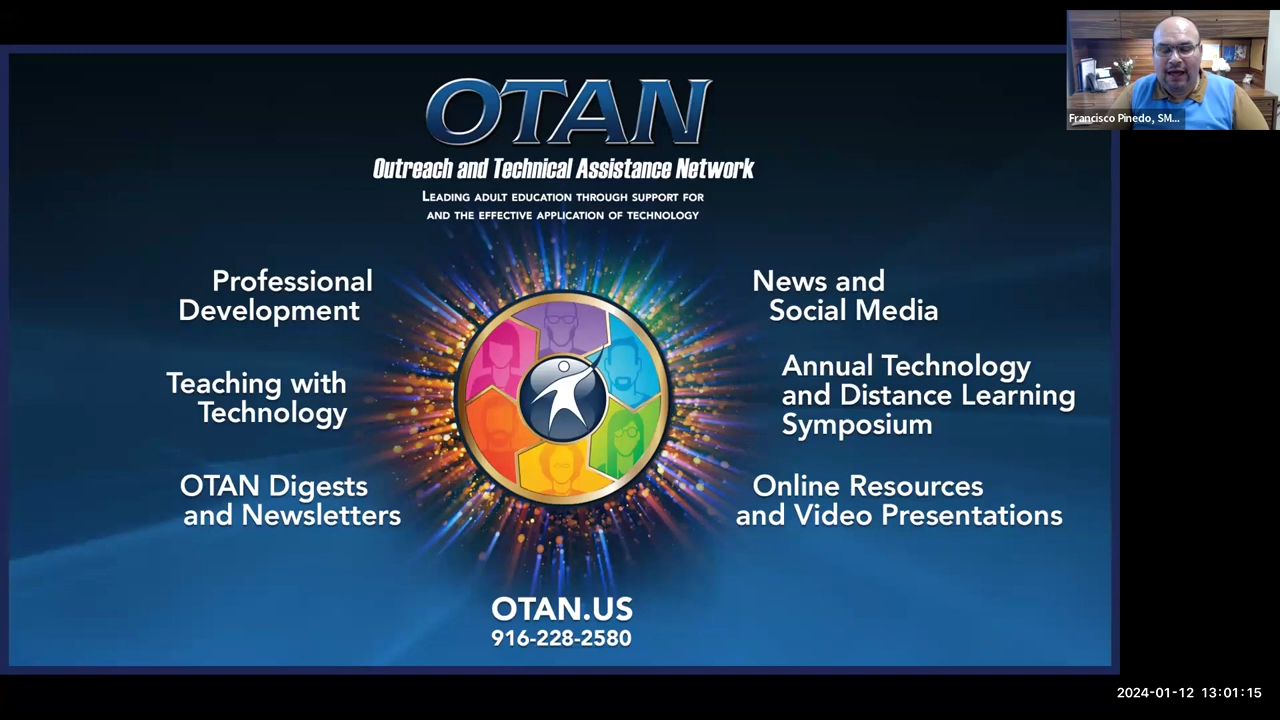 OTAN
Outreach and Technical Assistance Network
LEADING ADULT EDUCATION THROUGH SUPPORT FOR
AND THE EFFECTIVE APPLICATION OF TECHNOLOGY
Professional
Development
Teaching with
Technology
OTAN Digests
and Newsletters
News and
Social Media
Annual Technology
and Distance Learning
Symposium
Online Resources
and Video Presentations
OTAN.US
916-228-2580
Francisco Pinedo, SM...
2024-01-12 13:01:15